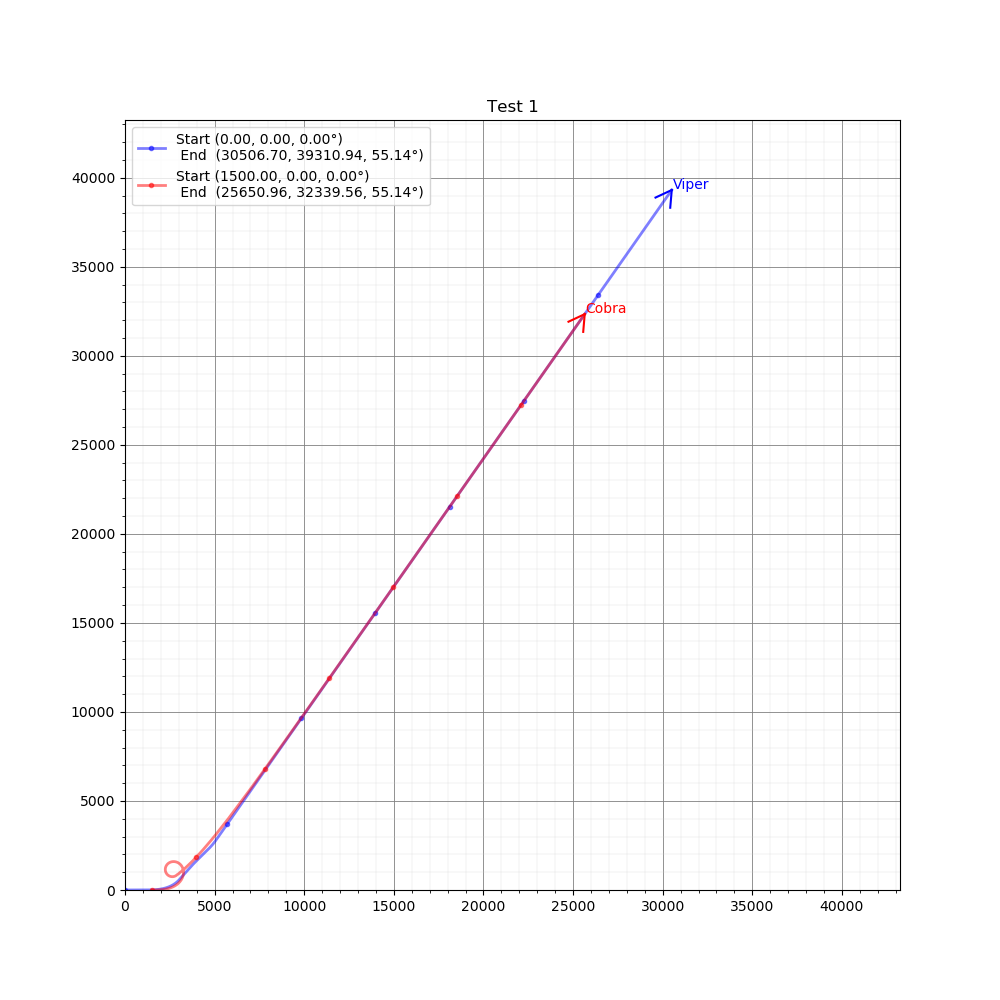 Test 1
Start (0.00, 0.00, 0.00°)
End  (30506.70, 39310.94, 55.14°)
Start (1500.00, 0.00, 0.00°)
End  (25650.96, 32339.56, 55.14°)
Viper
Cobra
40000
35000
30000
25000
20000
15000
10000
5000
0
0 5000 10000 15000 20000 25000 30000 35000 40000